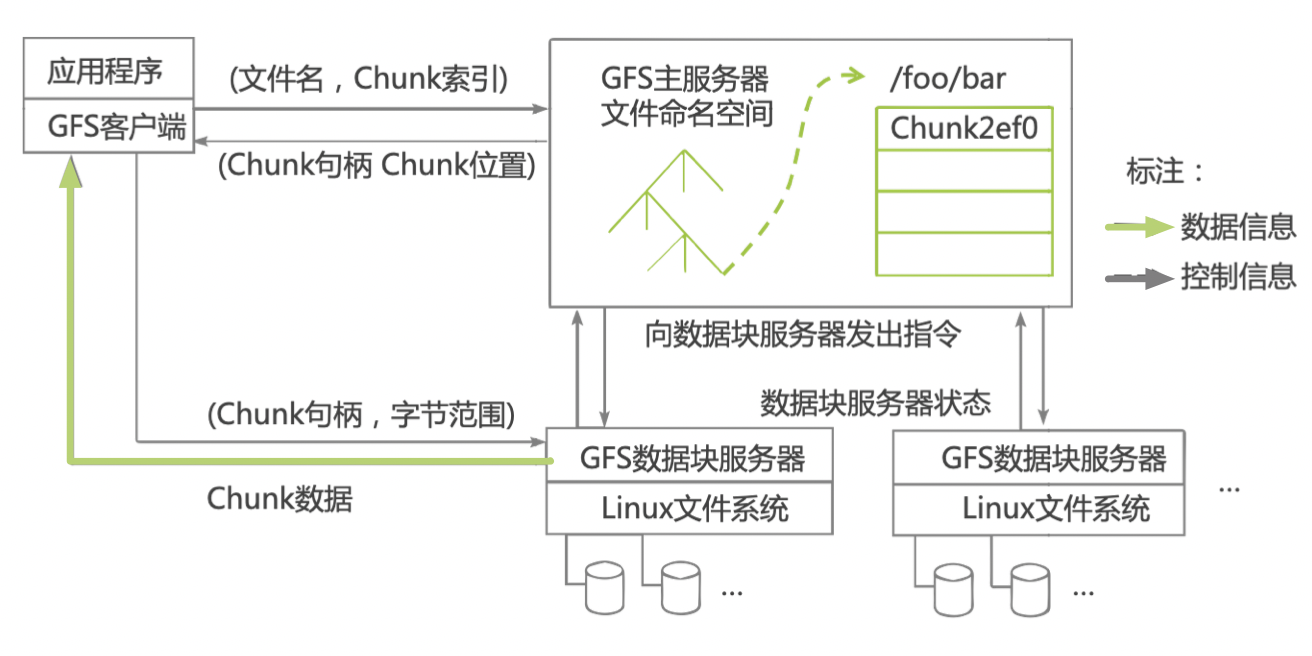 应用程序
GFS客户端
(文件名，Chunk索引)
(Chunk句柄 Chunk位置)
GFS主服务器
文件命名空间
/foo/bar
Chunk2ef0
标注：
数据信息
控制信息
向数据块服务器发出指令
数据块服务器状态
(Chunk句柄，字节范围)
Chunk数据
GFS数据块服务器
Linux文件系统
...
GFS数据块服务器
Linux文件系统
...
...